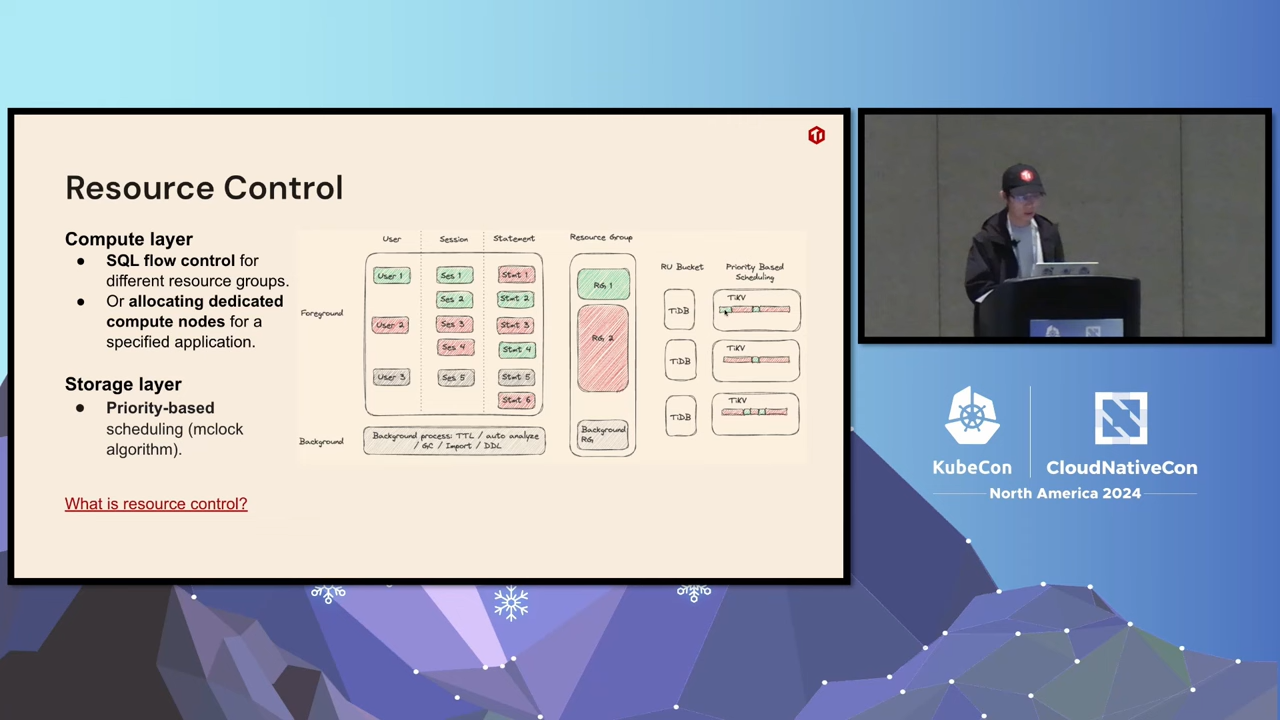 Resource Control
Compute layer
● SQL flow control for
different resource groups.
● Or allocating dedicated
compute nodes for a
specified application.
Storage layer
● Priority-based
scheduling (mclock
algorithm).
What is resource control?
User Session Statement Resource Group
RU Bucket Priority Based
Scheduling
Foreground
User 1 Ses 1 Stmt 1
Ses 2 Stmt 2
User 2 Ses 3 Stmt 3
Ses 4 Stmt 4
User 3 Ses 5 Stmt 5
Stmt 6
RG 1
RG 2
Background
RG
TiDB TiKV
TiDB TiKV
TiDB TiKV
Background
Background process: TTL / auto analyze
/ GC / Import / DDL
KubeCon CloudNativeCon
North America 2024